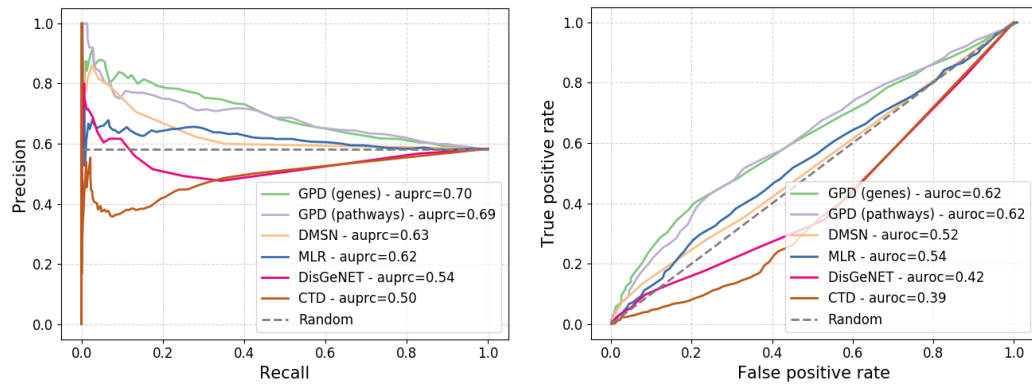 1.0
0.8
0.6
0.4
0.2
0.0
Precision
0.0 0.2 0.4 0.6 0.8 1.0
Recall
GPD (genes) - auprc=0.70
GPD (pathways) - auprc=0.69
DMSN - auprc=0.63
MLR - auprc=0.62
DisGeNET - auprc=0.54
CTD - auprc=0.50
Random
1.0
0.8
0.6
0.4
0.2
0.0
True positive rate
0.0 0.2 0.4 0.6 0.8 1.0
False positive rate
GPD (genes) - auroc=0.62
GPD (pathways) - auroc=0.62
DMSN - auroc=0.52
MLR - auroc=0.54
DisGeNET - auroc=0.42
CTD - auroc=0.39
Random